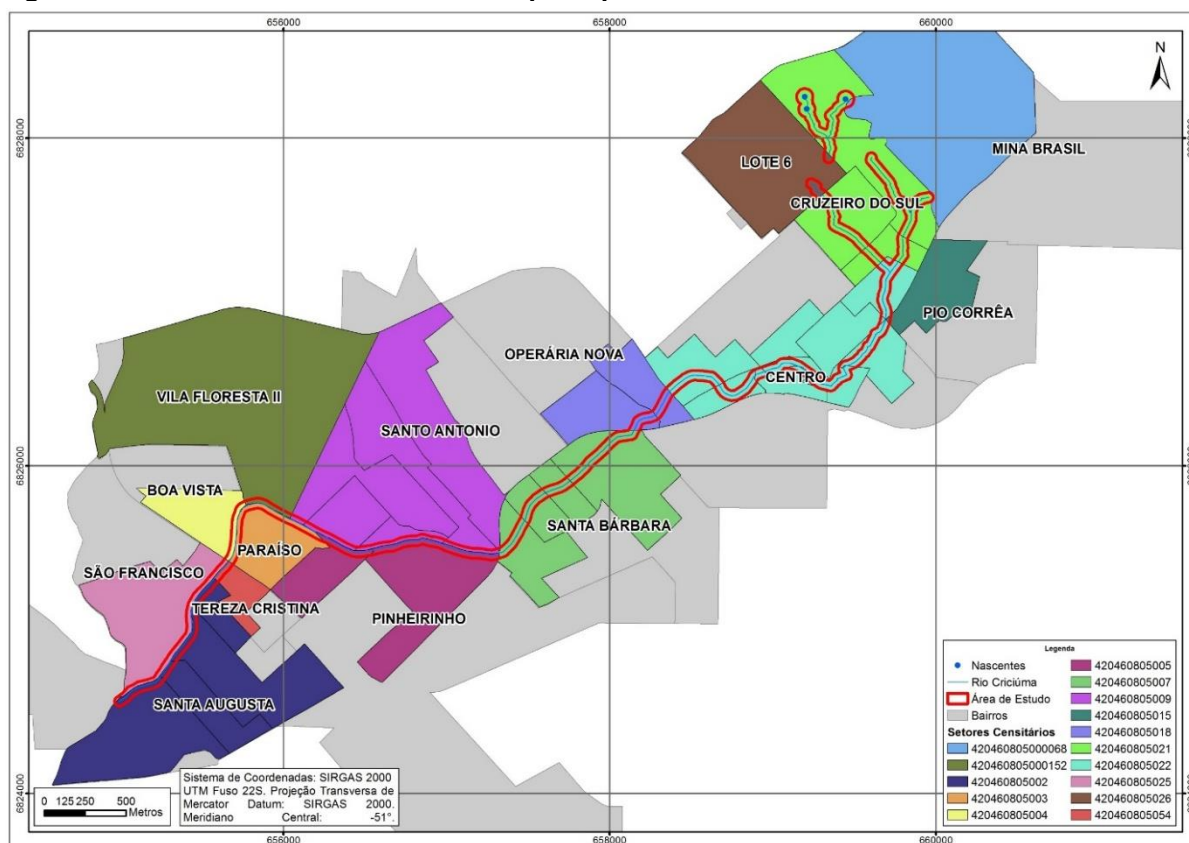 656000
658000
660000
N
6828000
MINA BRASIL
LOTE 6
CRUZEIRO DO SUL
PIO CORRÊA
OPERÁRIA NOVA
CENTRO
VILA FLORESTA II
SANTO ANTONIO
6826000
BOA VISTA
SANTA BÁRBARA
PARAÍSO
SÃO FRANCISCO
TEREZA CRISTINA
PINHEIRINHO
SANTA AUGUSTA
6824000
Legenda
Nascentes
Rio Criciúma
Área de Estudo
Bairros
Setores Censitários
420460805000068
420460805000152
420460805002
420460805003
420460805004
420460805005
420460805007
420460805009
420460805015
420460805018
420460805021
420460805022
420460805025
420460805026
420460805054
Sistema de Coordenadas: SIRGAS 2000
UTM Fuso 22S. Projeção Transversa de
Mercator Datum: SIRGAS 2000.
Meridiano Central: -51°.
0 125 250 500
Metros
656000
658000
660000